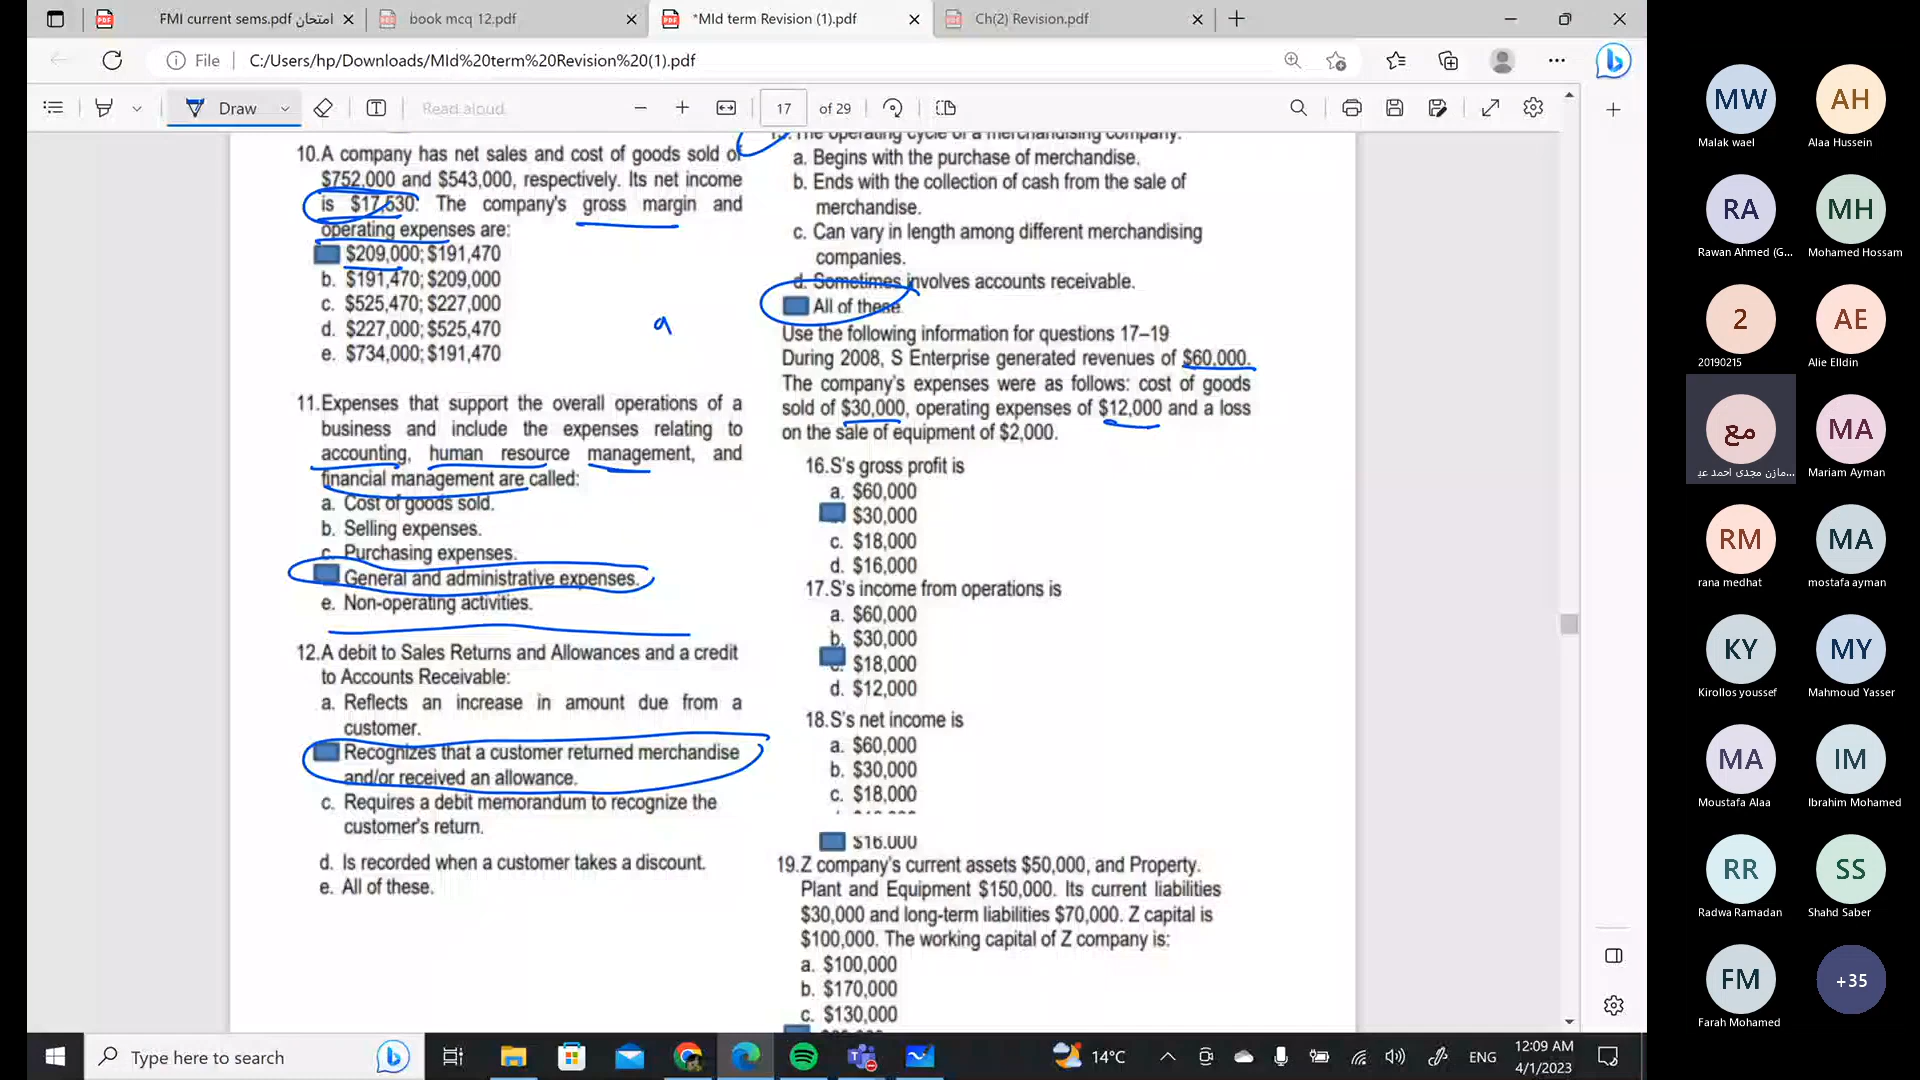 FMI current sems.pdf امتحان
book mcq 12.pdf
*MId term Revision (1).pdf
Ch(2) Revision.pdf
File
C:/Users/hp/Downloads/MId%20term%20Revision%20(1).pdf
Draw
Read aloud
17
of 29
10.A company has net sales and cost of goods sold of
$752,000 and $543,000, respectively. Its net income
is $17,530. The company's gross margin and
operating expenses are:
$209,000; $191,470
b. $191,470; $209,000
c. $525,470; $227,000
d. $227,000; $525,470
e. $734,000; $191,470
a
11.Expenses that support the overall operations of a
business and include the expenses relating to
accounting, human resource management, and
financial management are called:
a. Cost of goods sold.
b. Selling expenses.
c. Purchasing expenses.
General and administrative expenses.
e. Non-operating activities.
12.A debit to Sales Returns and Allowances and a credit
to Accounts Receivable:
a. Reflects an increase in amount due from a
customer.
Recognizes that a customer returned merchandise
and/or received an allowance.
c. Requires a debit memorandum to recognize the
customer's return.
d. Is recorded when a customer takes a discount.
e. All of these.
The operating cycle of a merchandising company:
a. Begins with the purchase of merchandise.
b. Ends with the collection of cash from the sale of
merchandise.
c. Can vary in length among different merchandising
companies.
d. Sometimes involves accounts receivable.
All of these
Use the following information for questions 17–19
During 2008, S Enterprise generated revenues of $60,000.
The company's expenses were as follows: cost of goods
sold of $30,000, operating expenses of $12,000 and a loss
on the sale of equipment of $2,000.
16.S's gross profit is
a. $60,000
$30,000
c. $18,000
d. $16,000
17.S's income from operations is
a. $60,000
b. $30,000
$18,000
d. $12,000
18.S's net income is
a. $60,000
b. $30,000
c. $18,000
$16.000
19.Z company's current assets $50,000, and Property.
Plant and Equipment $150,000. Its current liabilities
$30,000 and long-term liabilities $70,000. Z capital is
$100,000. The working capital of Z company is:
a. $100,000
b. $170,000
c. $130,000
MW
Malak wael
AH
Alaa Hussein
RA
Rawan Ahmed (G...
MH
Mohamed Hossam
2
20190215
AE
Alie Elldin
مع
مازن مجدى احمد عبد...
MA
Mariam Ayman
RM
rana medhat
MA
mostafa ayman
KY
Kirollos youssef
MY
Mahmoud Yasser
MA
Moustafa Alaa
IM
Ibrahim Mohamed
RR
Radwa Ramadan
SS
Shahd Saber
FM
Farah Mohamed
+35
Type here to search
14°C
ENG
12:09 AM
4/1/2023